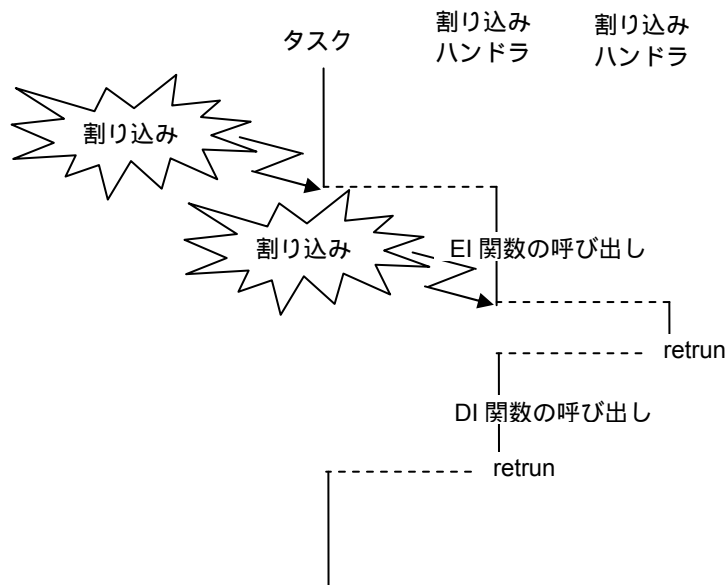 タスク
割り込み
ハンドラ
割り込み
ハンドラ
割り込み
割り込み
EI 関数の呼び出し
retrun
DI 関数の呼び出し
retrun